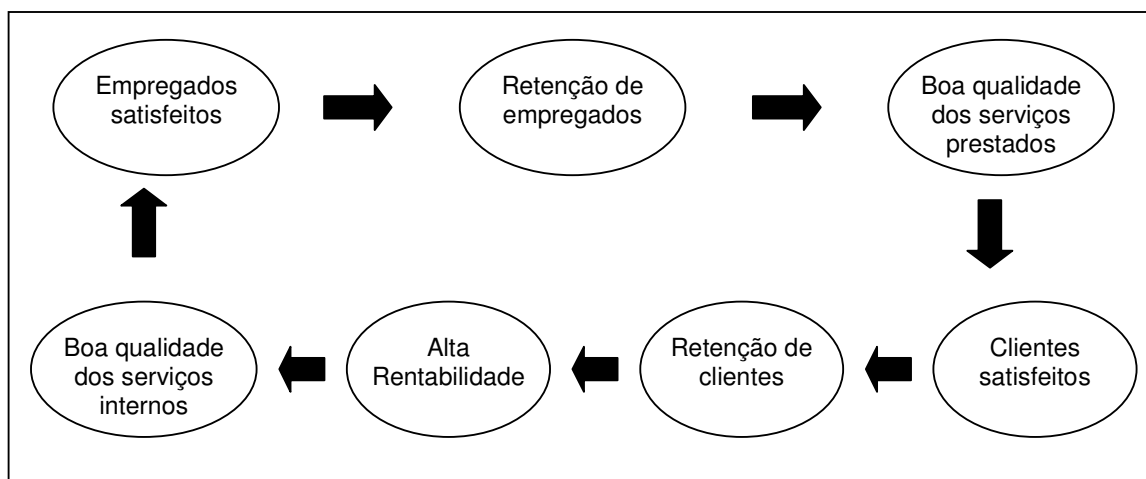 Empregados
satisfeitos
Retenção de
empregados
Boa qualidade
dos serviços
prestados
Boa qualidade
dos serviços
internos
Alta
Rentabilidade
Retenção de
clientes
Clientes
satisfeitos